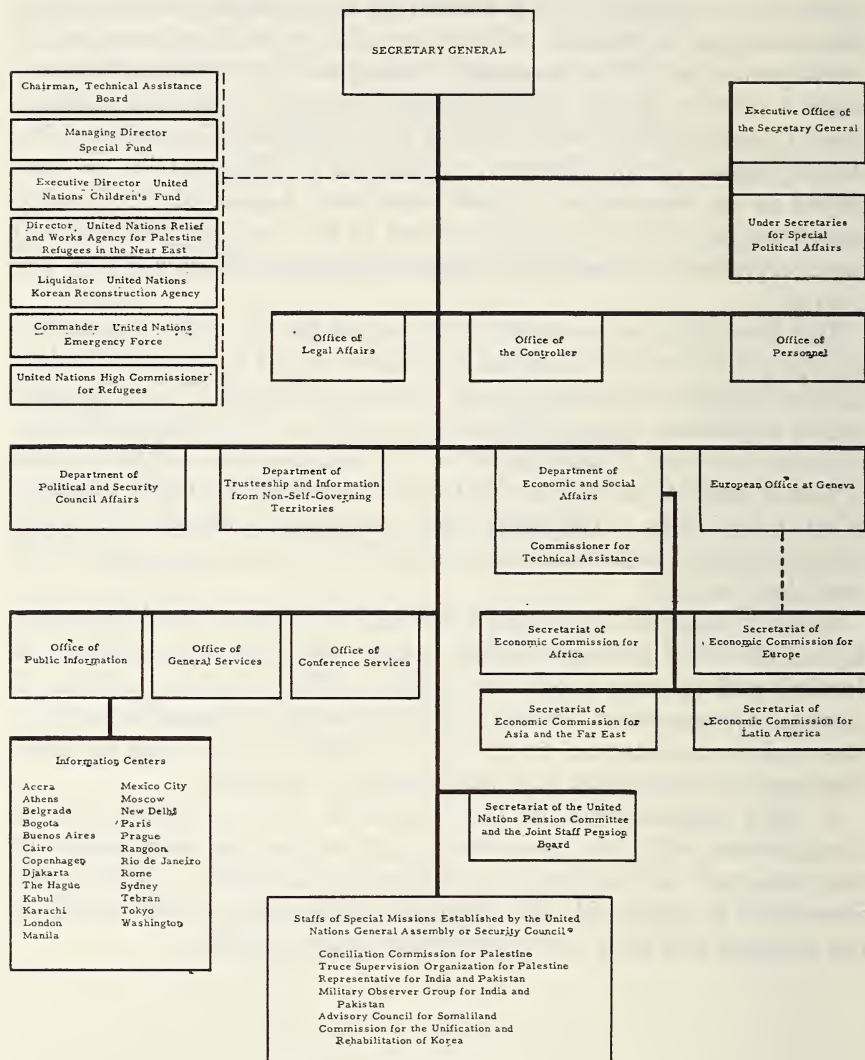 SECRETARY GENERAL
Chairman, Technical Assistance
Board
Managing Director
Special Fund
Executive Director United
Nations Children's Fund
Director United Nations Relief
and Works Agency for Palestine
Refugees in the Near East
Liquidator United Nations
Korean Reconstruction Agency
Commander United Nations
Emergency Force
United Nations High Commissioner
for Refugees
Executive Office of
the Secretary General
Under Secretaries
for Special
Political Affairs
Office of
Legal Affairs
Office of
the Controller
Office of
Personnel
Department of
Political and Security
Council Affairs
Department of
Trusteeship and Information
from Non-Self-Governing
Territories
Department of
Economic and Social
Affairs
Commissioner for
Technical Assistance
European Office at Geneva
Office of
Public Information
Office of
General Services
Office of
Conference Services
Secretariat of
Economic Commission for
Africa
Secretariat of
Economic Commission for
Europe
Secretariat of
Economic Commission for
Asia and the Far East
Secretariat of
Economic Commission for
Latin America
Information Centers
Accra
Athens
Belgrade
Bogota
Buenos Aires
Cairo
Copenhagen
Djakarta
The Hague
Kabul
Karachi
London
Manila
Mexico City
Moscow
New Delhi
Paris
Prague
Rangoon
Rio de Janeiro
Rome
Sydney
Tebran
Tokyo
Washington
Secretariat of the United
Nations Pension Committee
and the Joint Staff Pension
Board
Staffs of Special Missions Established by the United
Nations General Assembly or Security Council
Conciliation Commission for Palestine
Truce Supervision Organization for Palestine
Representative for India and Pakistan
Military Observer Group for India and
Pakistan
Advisory Council for Somaliland
Commission for the Unification and
Rehabilitation of Korea